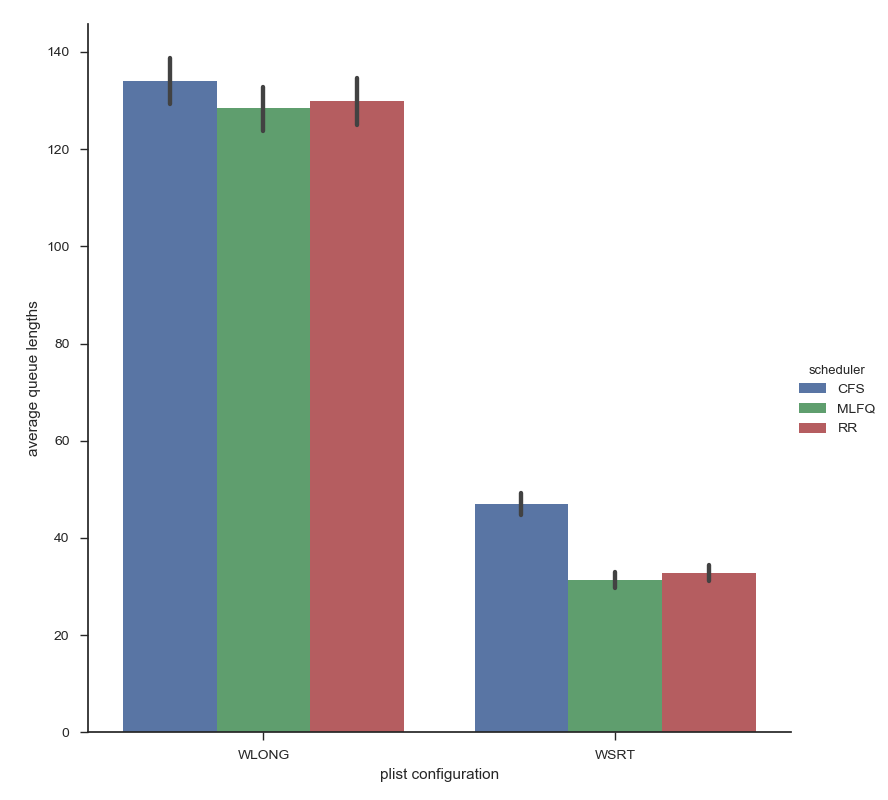 140
120
100
80
60
40
20
0
average queue lengths
WLONG
WSRT
plist configuration
scheduler
CFS
MLFQ
RR